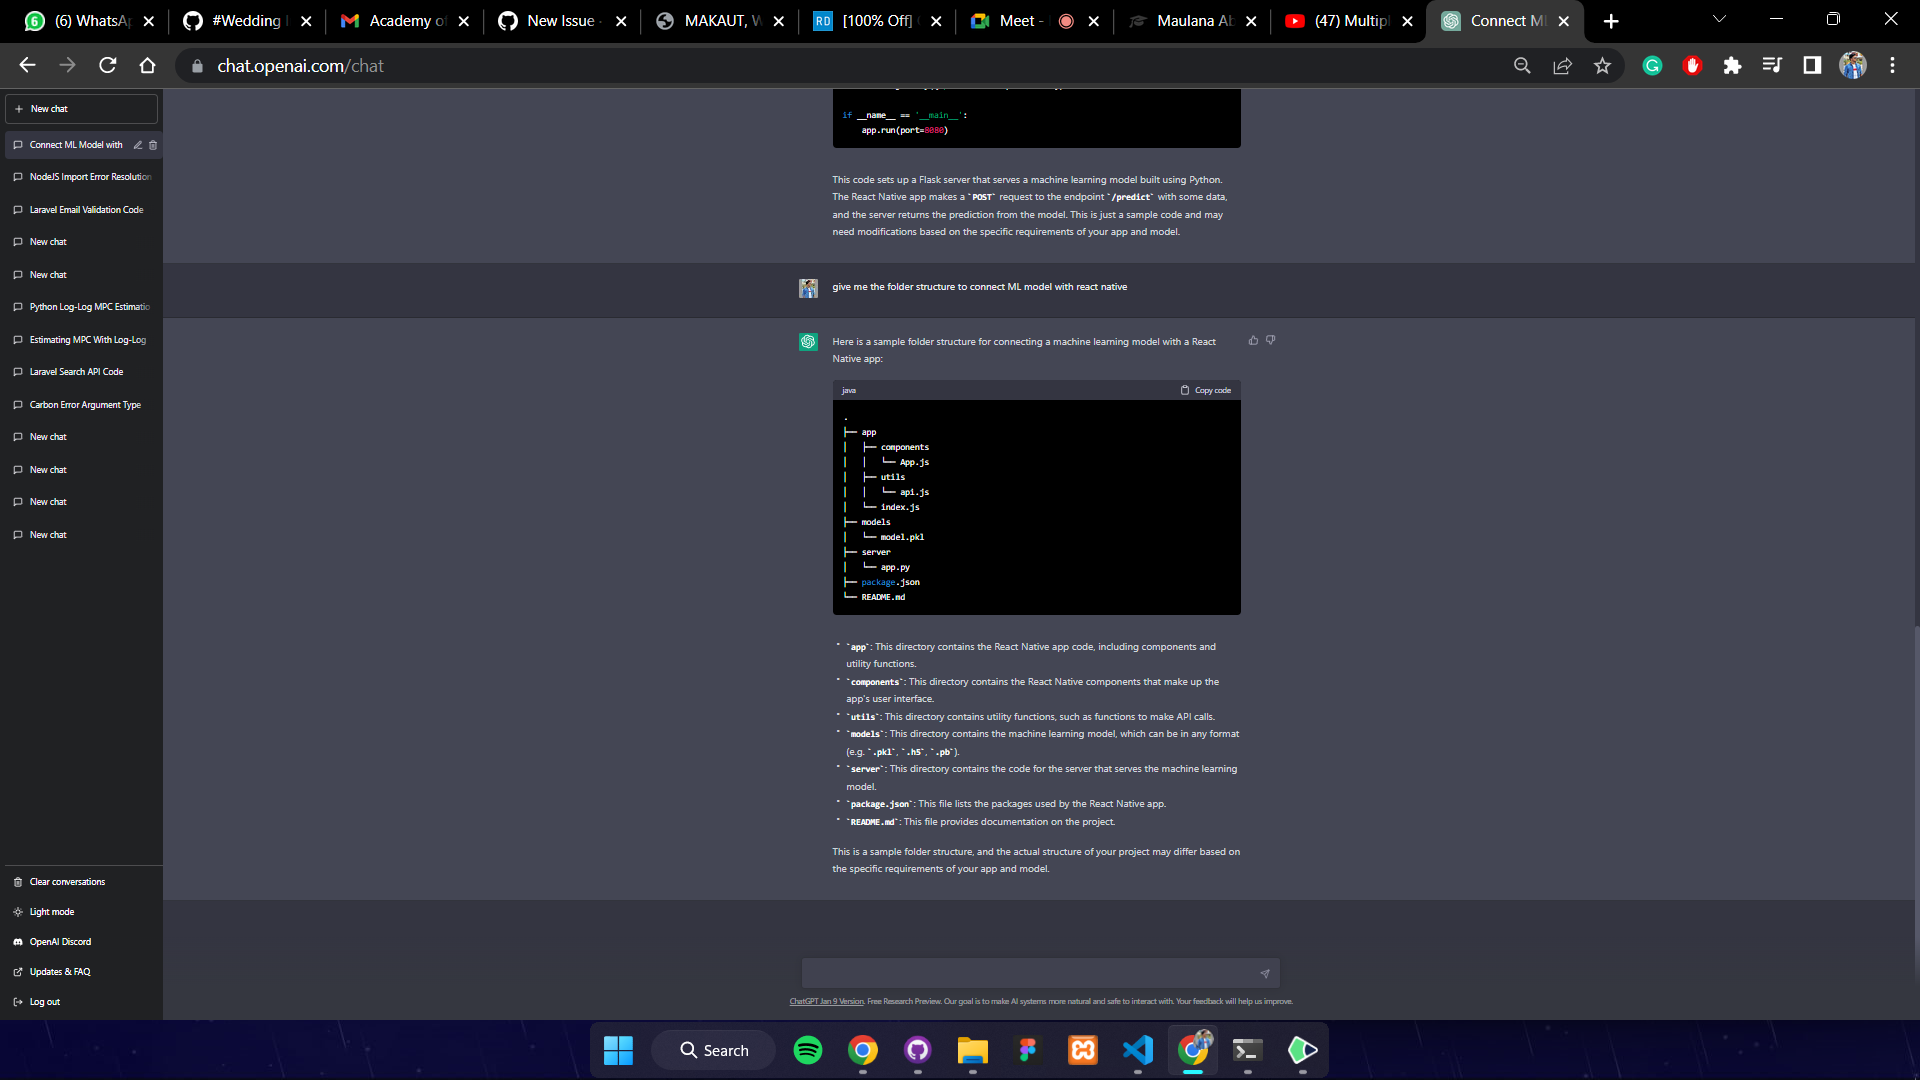 (6) WhatsAp
#Wedding
Academy of
New Issue
MAKAUT, W
[100% Off]
Meet -
Maulana Ab
(47) Multipl
Connect ML
chat.openai.com/chat
New chat
Connect ML Model with
NodeJS Import Error Resolution
Laravel Email Validation Code
New chat
New chat
Python Log-Log MPC Estimatio
Estimating MPC With Log-Log
Laravel Search API Code
Carbon Error Argument Type
New chat
New chat
New chat
New chat
Clear conversations
Light mode
OpenAI Discord
Updates & FAQ
Log out
if __name__ == '__main__':
app.run(port=8080)
This code sets up a Flask server that serves a machine learning model built using Python.
The React Native app makes a `POST` request to the endpoint `/predict` with some data,
and the server returns the prediction from the model. This is just a sample code and may
need modifications based on the specific requirements of your app and model.
give me the folder structure to connect ML model with react native
Here is a sample folder structure for connecting a machine learning model with a React
Native app:
java
Copy code
.
├── app
│   ├── components
│   │   └── App.js
│   ├── utils
│   │   └── api.js
│   └── index.js
├── models
│   └── model.pkl
├── server
│   └── app.py
├── package.json
└── README.md
• `app`: This directory contains the React Native app code, including components and
utility functions.
• `components`: This directory contains the React Native components that make up the
app's user interface.
• `utils`: This directory contains utility functions, such as functions to make API calls.
• `models`: This directory contains the machine learning model, which can be in any format
(e.g. `.pkl`, `.h5`, `.pb`).
• `server`: This directory contains the code for the server that serves the machine learning
model.
• `package.json`: This file lists the packages used by the React Native app.
• `README.md`: This file provides documentation on the project.
This is a sample folder structure, and the actual structure of your project may differ based on
the specific requirements of your app and model.
ChatGPT Jan 9 Version. Free Research Preview. Our goal is to make AI systems more natural and safe to interact with. Your feedback will help us improve.
Search